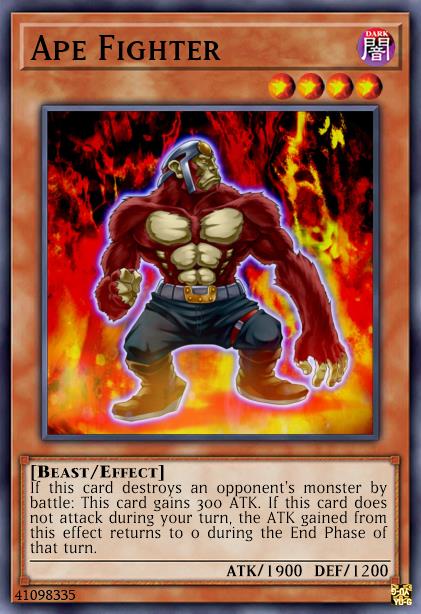 Ape Fighter
DARK
闇
[Beast/Effect]
If this card destroys an opponent's monster by
battle: This card gains 300 ATK. If this card does
not attack during your turn, the ATK gained from
this effect returns to 0 during the End Phase of
that turn.
ATK/1900 DEF/1200
41098335